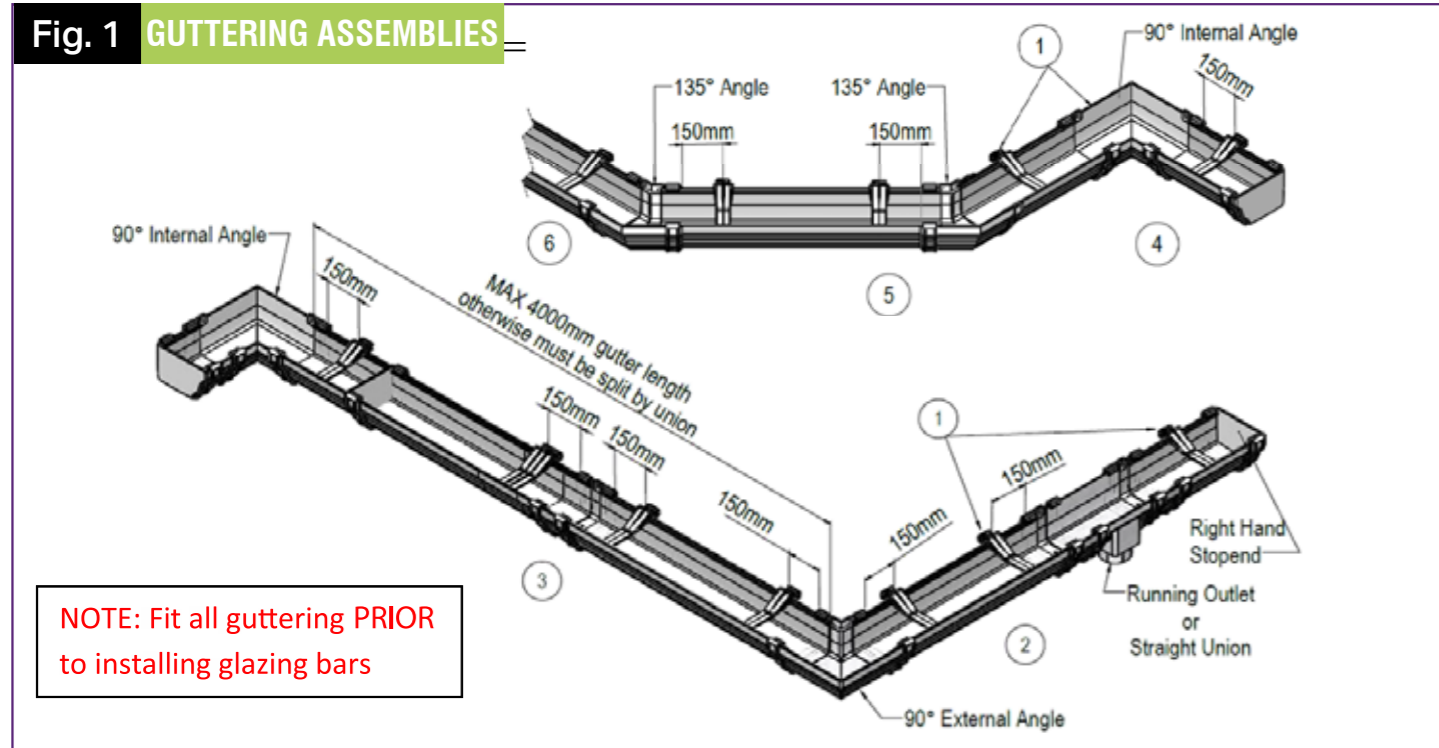 Fig. 1 GUTTERING ASSEMBLIES
1
90° Internal Angle
150mm
135° Angle
135° Angle
150mm
150mm
6
5
4
90° Internal Angle
150mm
MAX 4000mm gutter length
otherwise must be split by union
150mm
150mm
150mm
150mm
1
150mm
Right Hand
Stopend
Running Outlet
or
Straight Union
3
2
90° External Angle
NOTE: Fit all guttering PRIOR
to installing glazing bars